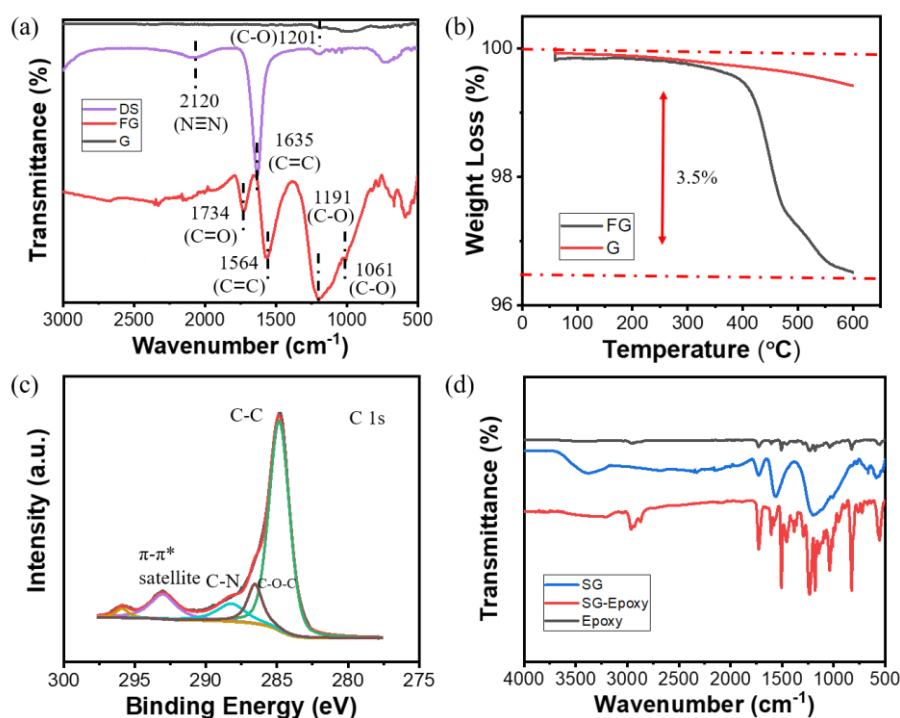 (a)
(C-O)1201
2120
(N≡N)
DS
FG
G
1635
(C=C)
1734
(C=O)
1564
(C=C)
1191
(C-O)
1061
(C-O)
Transmittance (%)
3000 2500 2000 1500 1000 500
Wavenumber (cm⁻¹)
(b)
100
98
96
Weight Loss (%)
3.5%
FG
G
0 100 200 300 400 500 600
Temperature (°C)
(c)
C-C
C 1s
π-π*
satellite
C-N
C-O-C
Intensity (a.u.)
300 295 290 285 280 275
Binding Energy (eV)
(d)
Transmittance (%)
SG
SG-Epoxy
Epoxy
4000 3500 3000 2500 2000 1500 1000 500
Wavenumber (cm⁻¹)